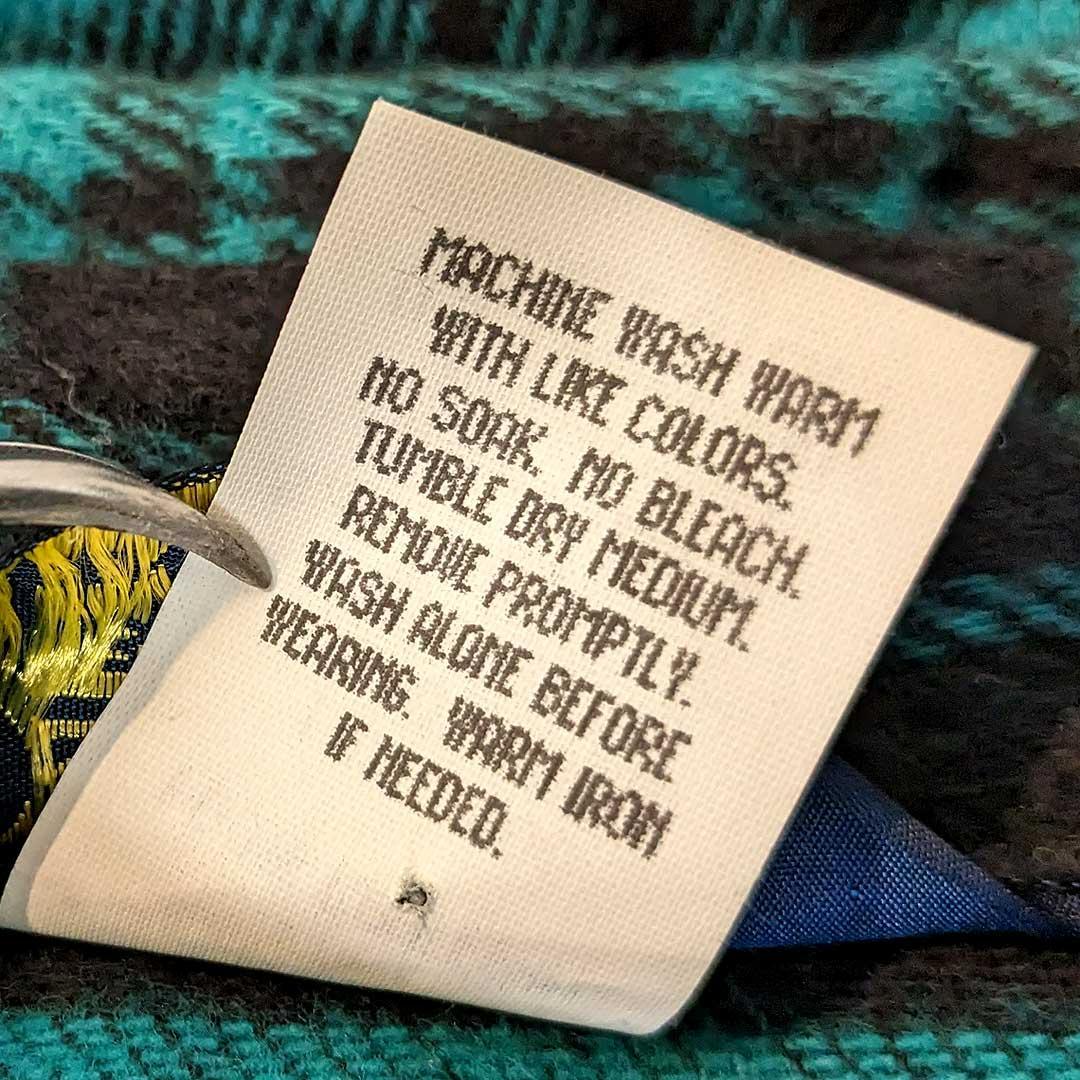 MACHINE WASH WARM
WITH LIKE COLORS.
NO SOAK. NO BLEACH.
TUMBLE DRY MEDIUM.
REMOVE PROMPTLY.
WASH ALONE BEFORE
WEARING. WARM IRON
IF NEEDED.